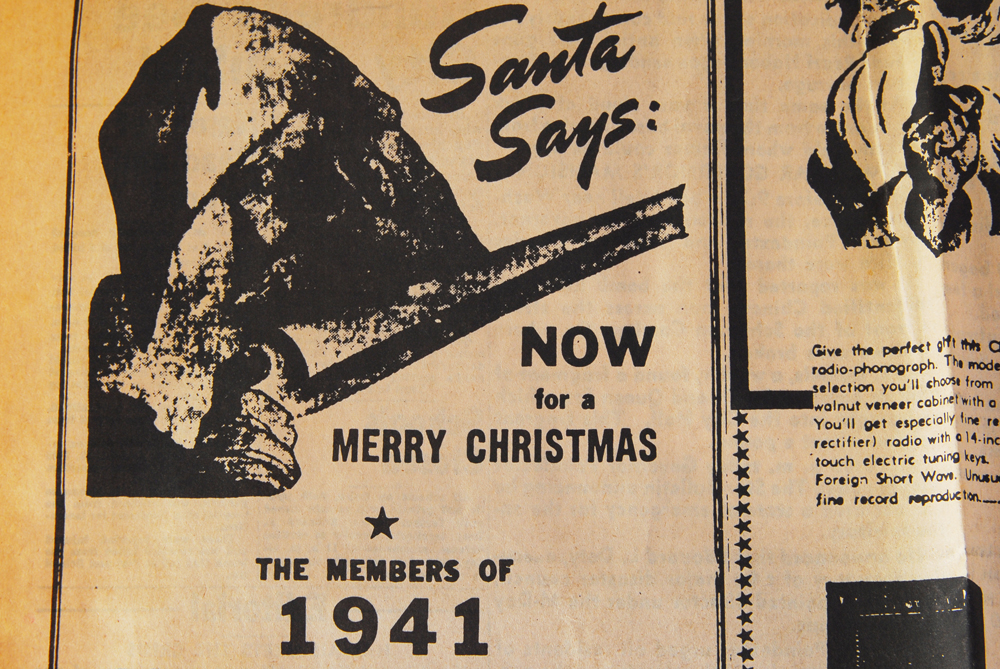 Santa
Says:
NOW
for a
MERRY CHRISTMAS
THE MEMBERS OF
1941
Give the perfect gift this C
radio-phonograph. The mode
selection you'll choose from
walnut veneer cabinet with a
You'll get especially fine re
rectifier) radio with a 14-inc
touch electric tuning keys.
Foreign Short Wave. Unusu
fine record reproduction.